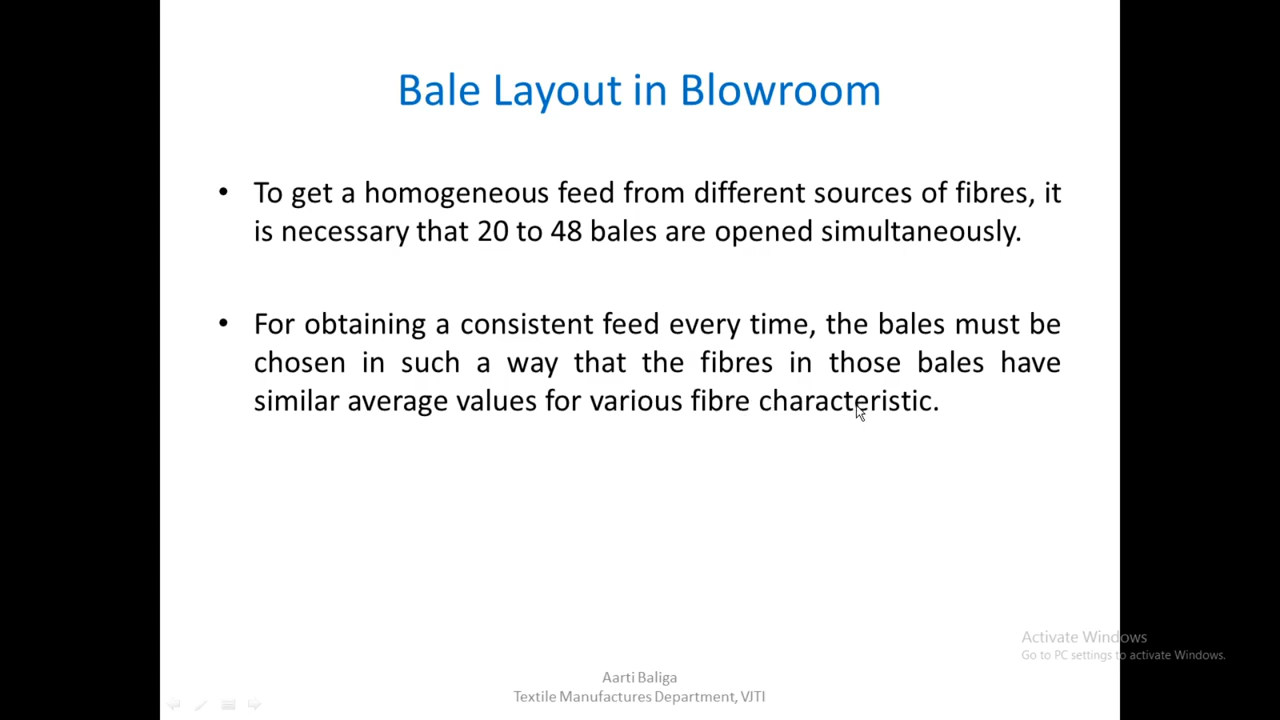 Bale Layout in Blowroom
• To get a homogeneous feed from different sources of fibres, it
is necessary that 20 to 48 bales are opened simultaneously.
• For obtaining a consistent feed every time, the bales must be
chosen in such a way that the fibres in those bales have
similar average values for various fibre characteristic.
Activate Windows
Go to PC settings to activate Windows.
Aarti Baliga
Textile Manufactures Department, VJTI